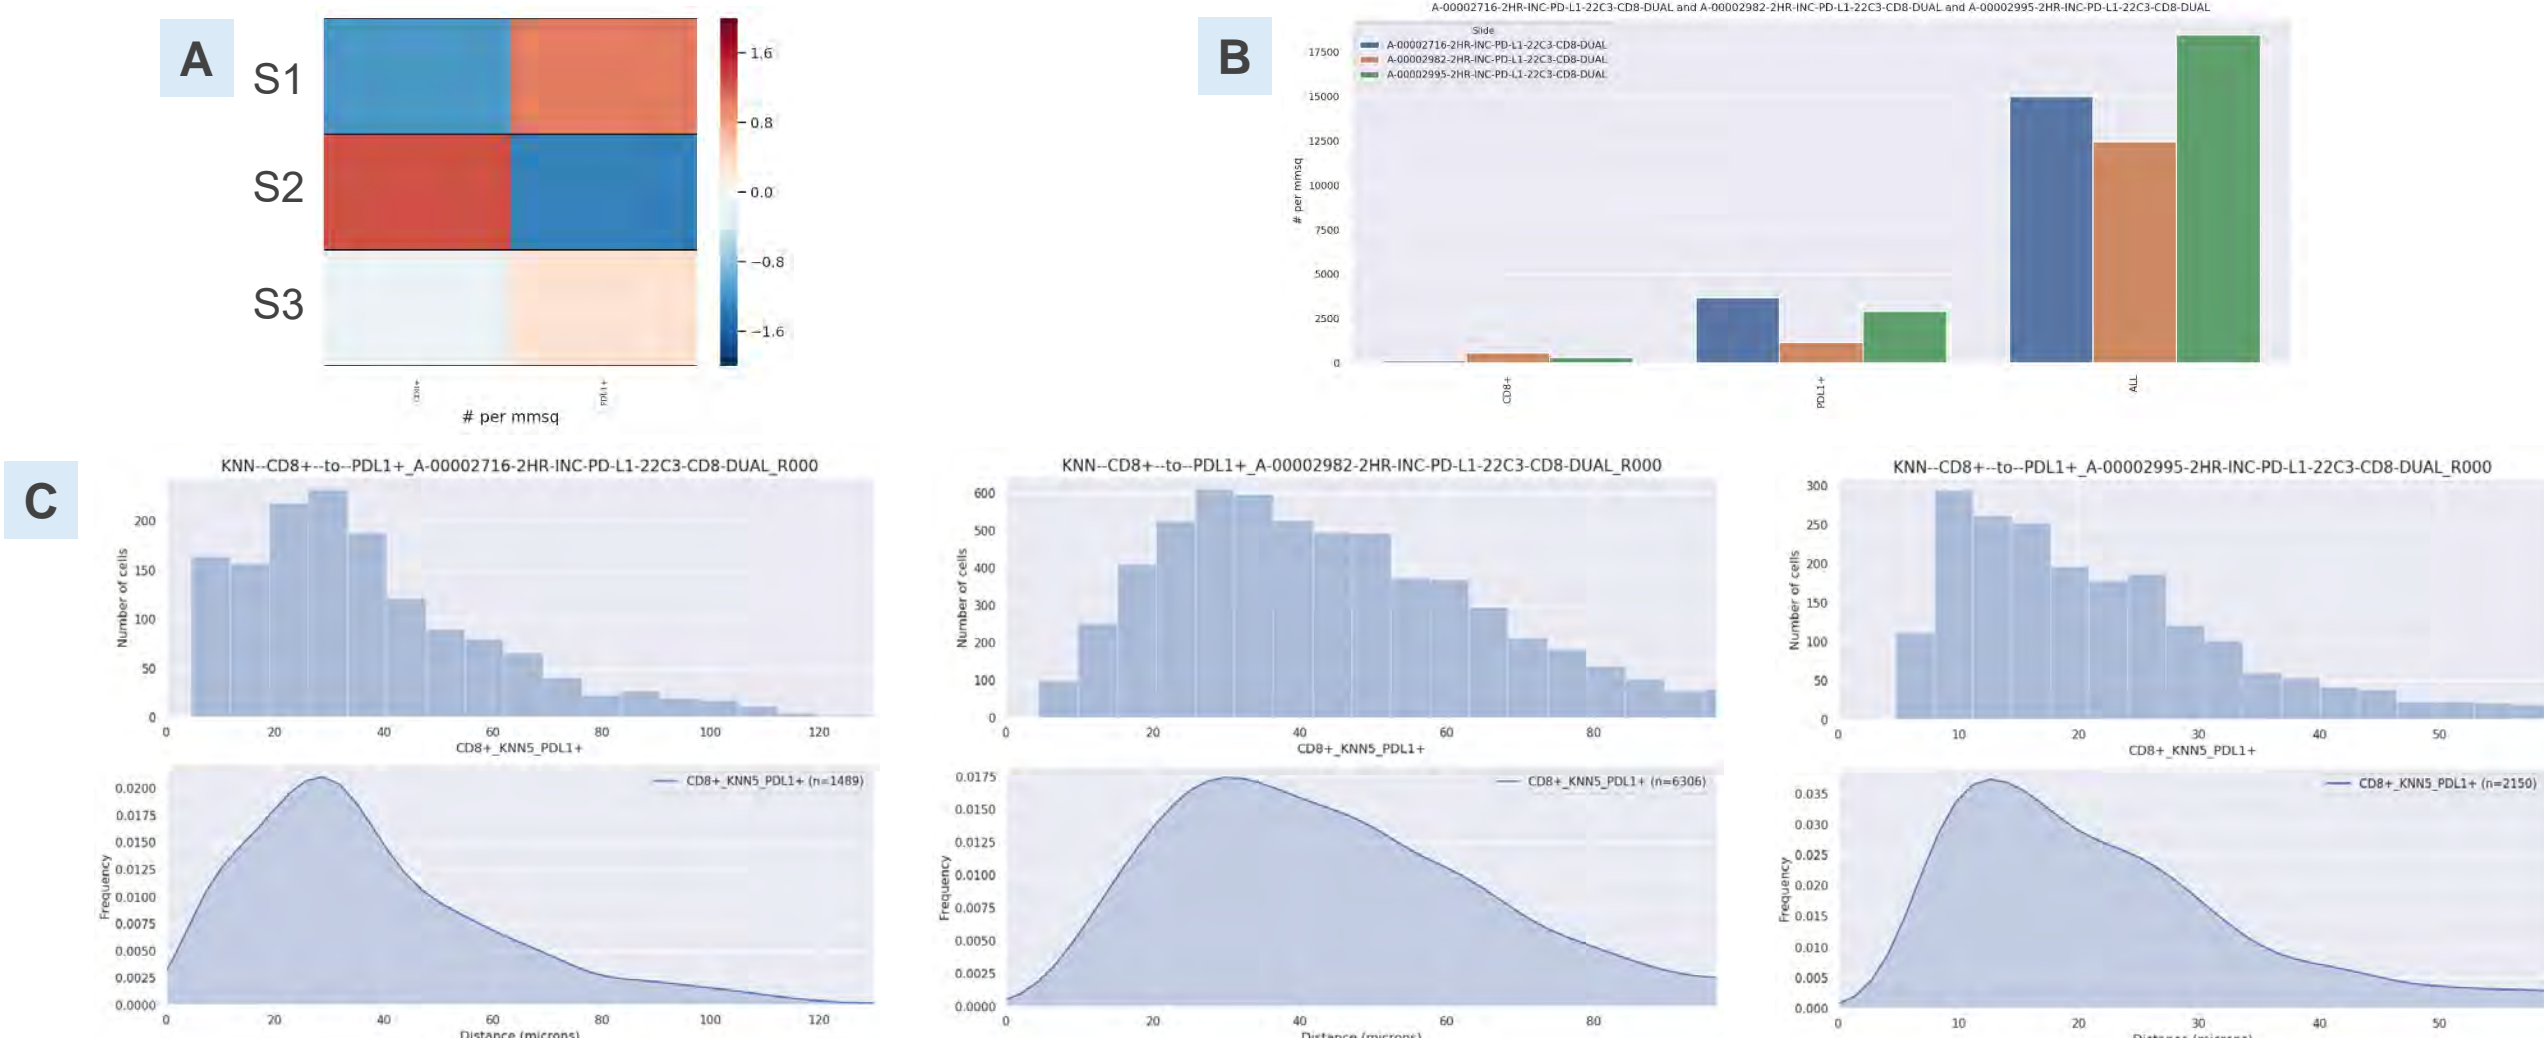 A
S1
S2
S3
1.6
0.8
0.0
−0.8
−1.6
CD8+
PDL1+
# per mmsq
B
A-00002716-2HR-INC-PD-L1-22C3-CD8-DUAL and A-00002982-2HR-INC-PD-L1-22C3-CD8-DUAL and A-00002995-2HR-INC-PD-L1-22C3-CD8-DUAL
Slide
A-00002716-2HR-INC-PD-L1-22C3-CD8-DUAL
A-00002982-2HR-INC-PD-L1-22C3-CD8-DUAL
A-00002995-2HR-INC-PD-L1-22C3-CD8-DUAL
# per mmsq
17500
15000
12500
10000
7500
5000
2500
0
CD8+
PDL1+
ALL
C
KNN--CD8+--to--PDL1+_A-00002716-2HR-INC-PD-L1-22C3-CD8-DUAL_R000
Number of cells
200
150
100
50
0
0 20 40 60 80 100 120
CD8+_KNN5_PDL1+
KNN--CD8+--to--PDL1+_A-00002982-2HR-INC-PD-L1-22C3-CD8-DUAL_R000
Number of cells
600
500
400
300
200
100
0
0 20 40 60 80
CD8+_KNN5_PDL1+
KNN--CD8+--to--PDL1+_A-00002995-2HR-INC-PD-L1-22C3-CD8-DUAL_R000
Number of cells
300
250
200
150
100
50
0
0 10 20 30 40 50
CD8+_KNN5_PDL1+
CD8+_KNN5_PDL1+ (n=1489)
Frequency
0.0200
0.0175
0.0150
0.0125
0.0100
0.0075
0.0050
0.0025
0.0000
0 20 40 60 80 100 120
Distance (microns)
CD8+_KNN5_PDL1+ (n=6306)
Frequency
0.0175
0.0150
0.0125
0.0100
0.0075
0.0050
0.0025
0.0000
0 20 40 60 80
Distance (microns)
CD8+_KNN5_PDL1+ (n=2150)
Frequency
0.035
0.030
0.025
0.020
0.015
0.010
0.005
0.000
0 10 20 30 40 50
Distance (microns)